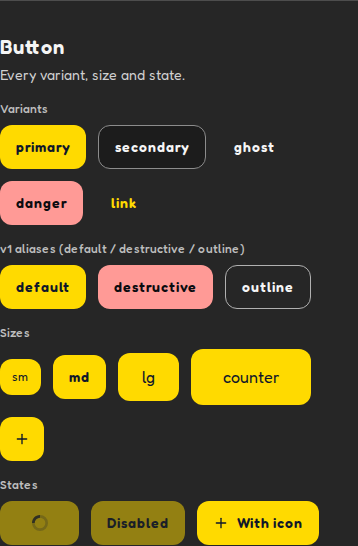 Button
Every variant, size and state.
Variants
primary secondary ghost
danger link
v1 aliases (default / destructive / outline)
default destructive outline
Sizes
sm md lg counter
+
States
Disabled + With icon